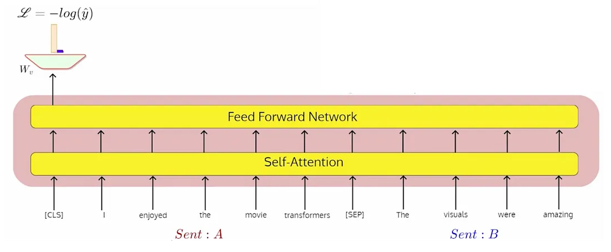 ℒ = −log(ŷ)
W_v
Feed Forward Network
Self-Attention
[CLS] I enjoyed the movie transformers [SEP] The visuals were amazing
Sent : A Sent : B